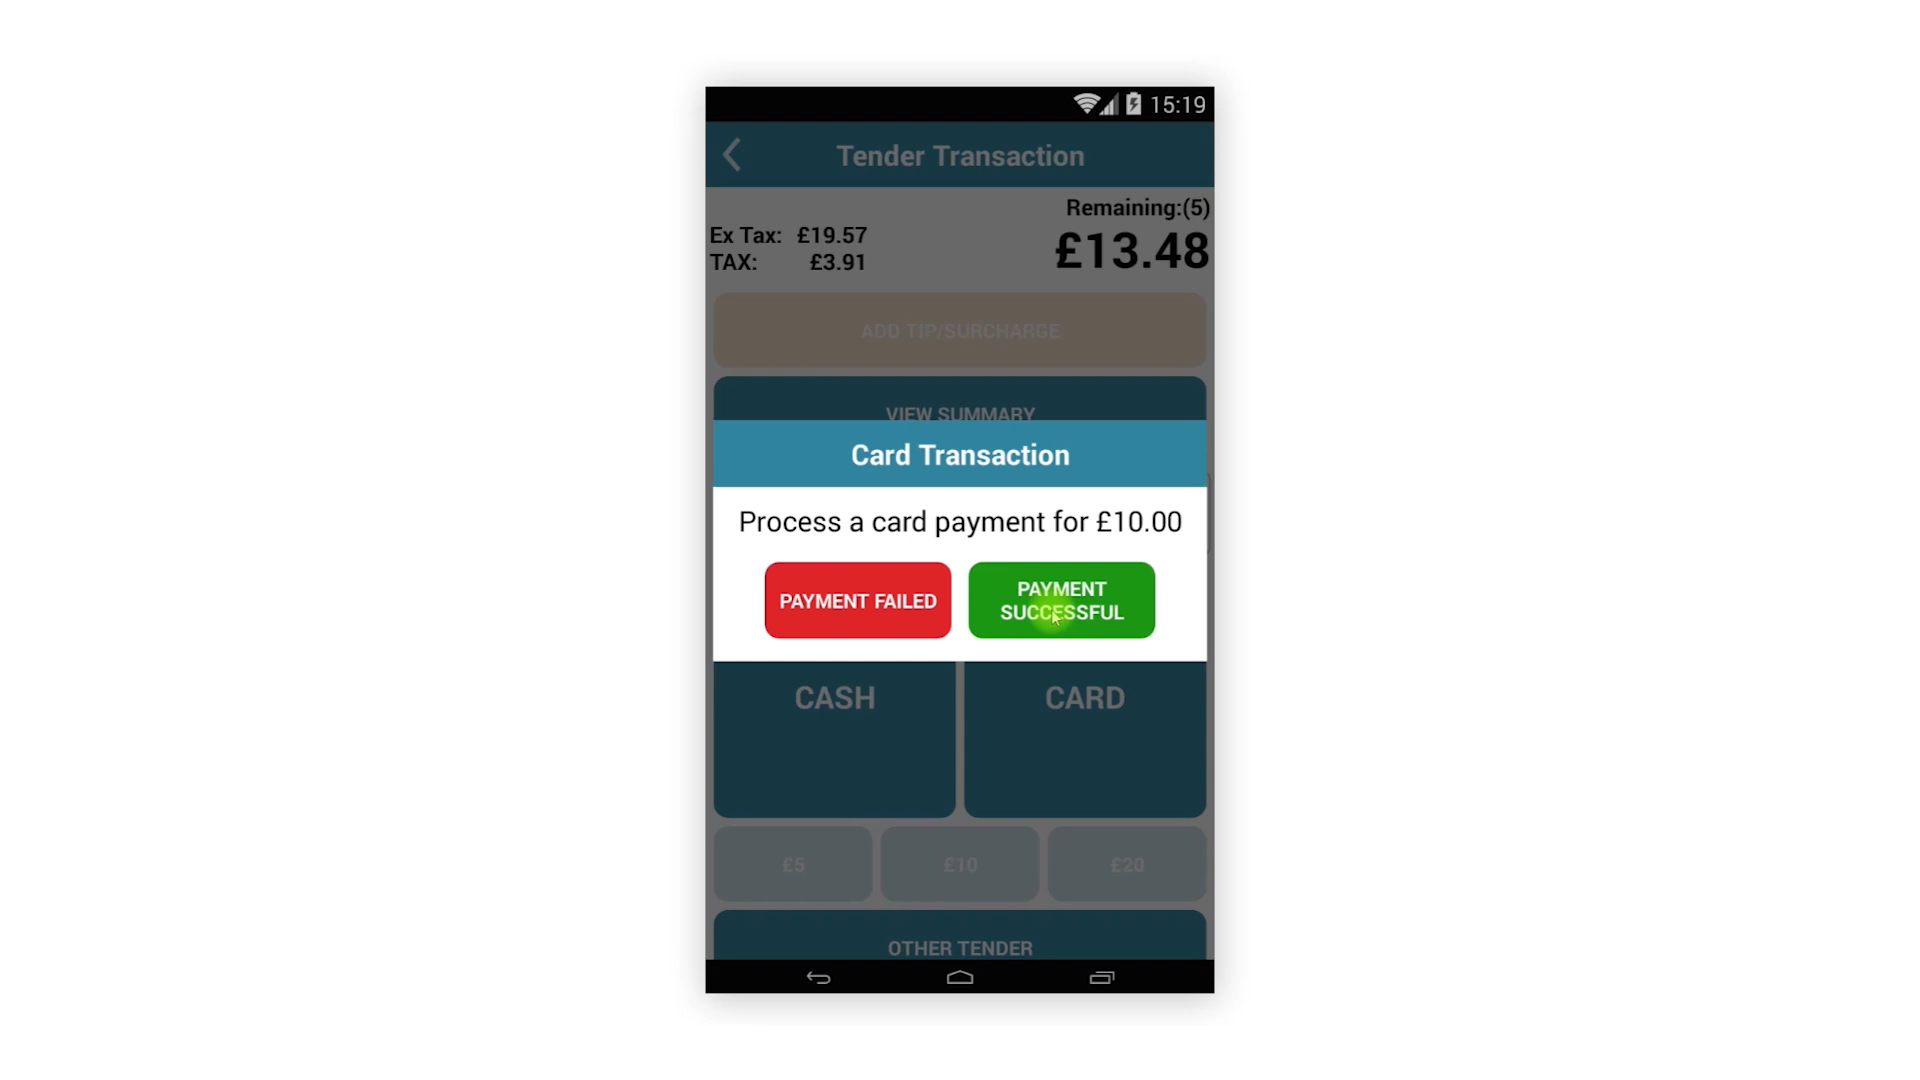 15:19
Tender Transaction
Remaining:(5)
Ex Tax: £19.57
£13.48
TAX: £3.91
ADD TIP/SURCHARGE
VIEW SUMMARY
Card Transaction
Process a card payment for £10.00
PAYMENT FAILED
PAYMENT
SUCCESSFUL
CASH
CARD
£5
£10
£20
OTHER TENDER